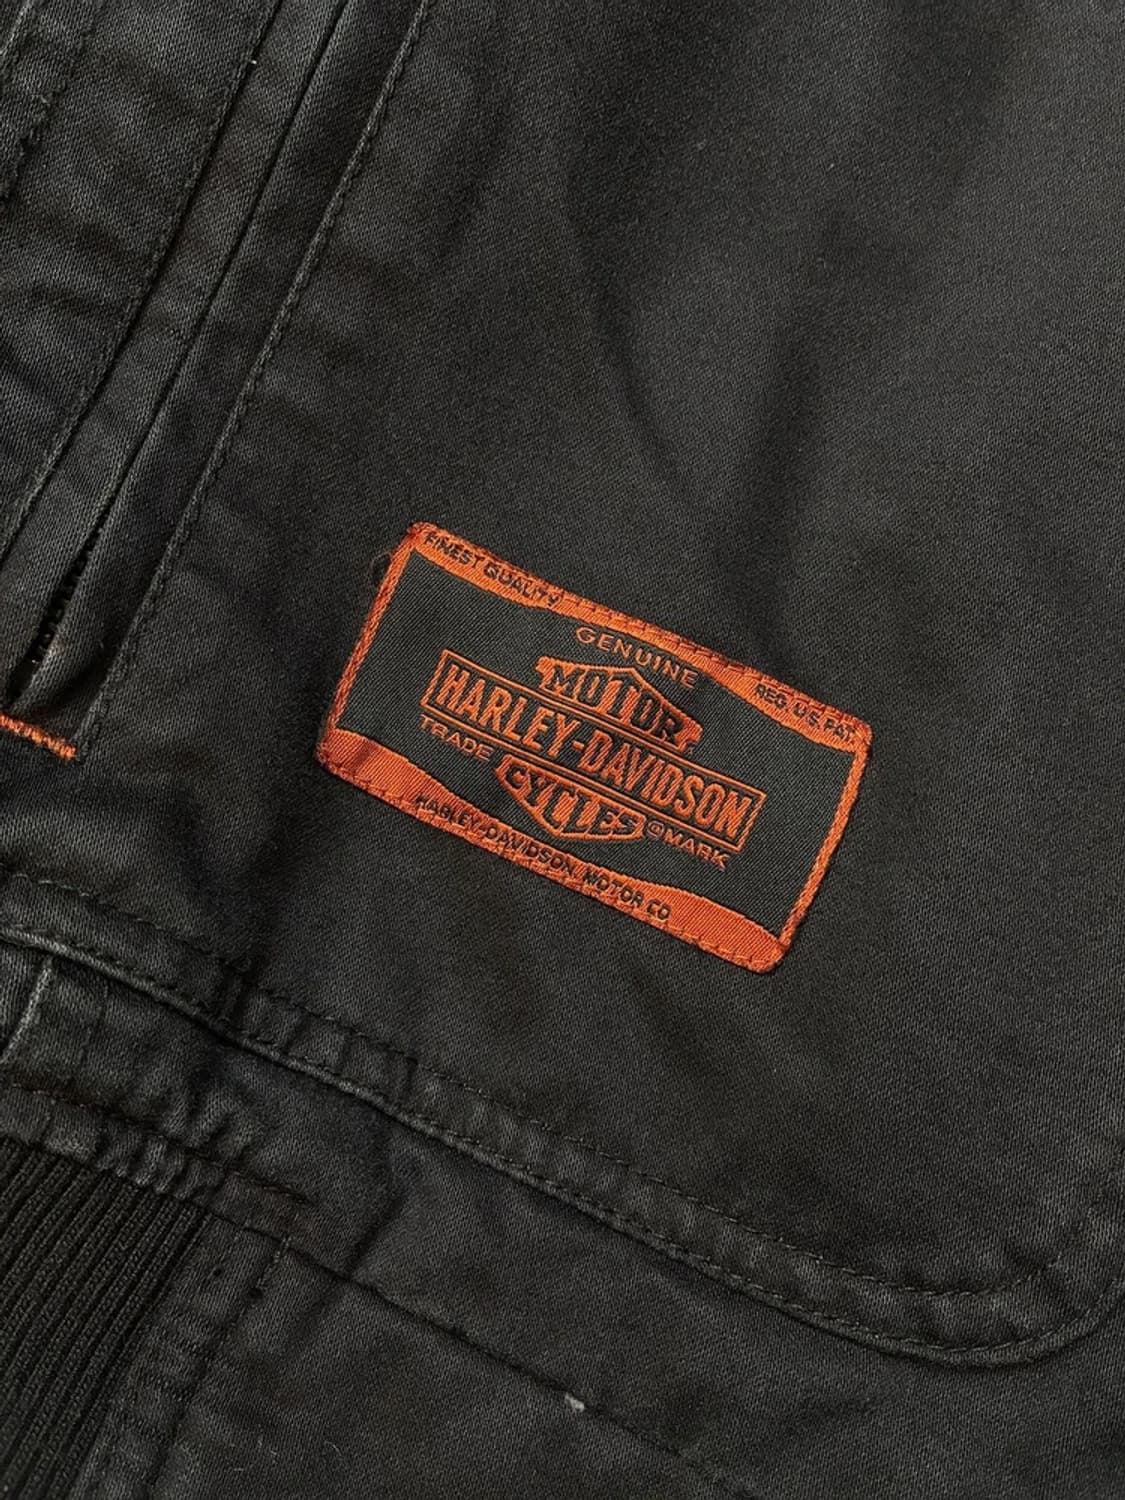 FINEST QUALITY
REG. U.S. PAT.
GENUINE
MOTOR
HARLEY-DAVIDSON
TRADE CYCLES ©MARK
HARLEY-DAVIDSON MOTOR CO